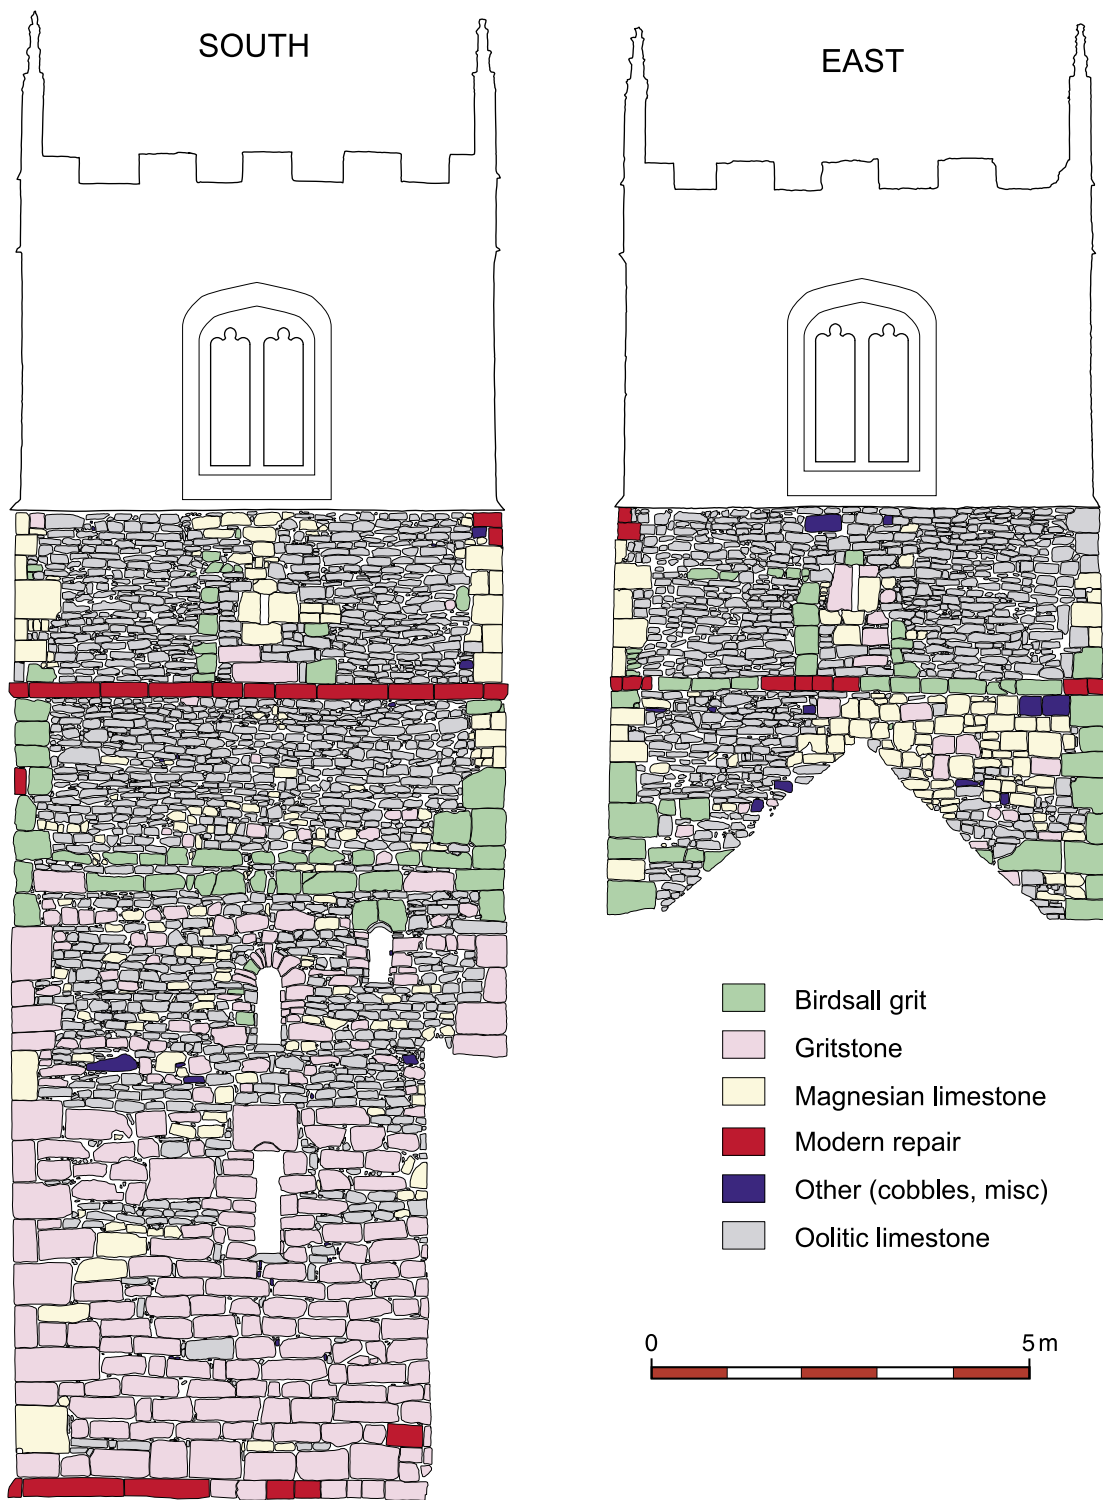 SOUTH
EAST
Birdsall grit
Gritstone
Magnesian limestone
Modern repair
Other (cobbles, misc)
Oolitic limestone
0 5 m